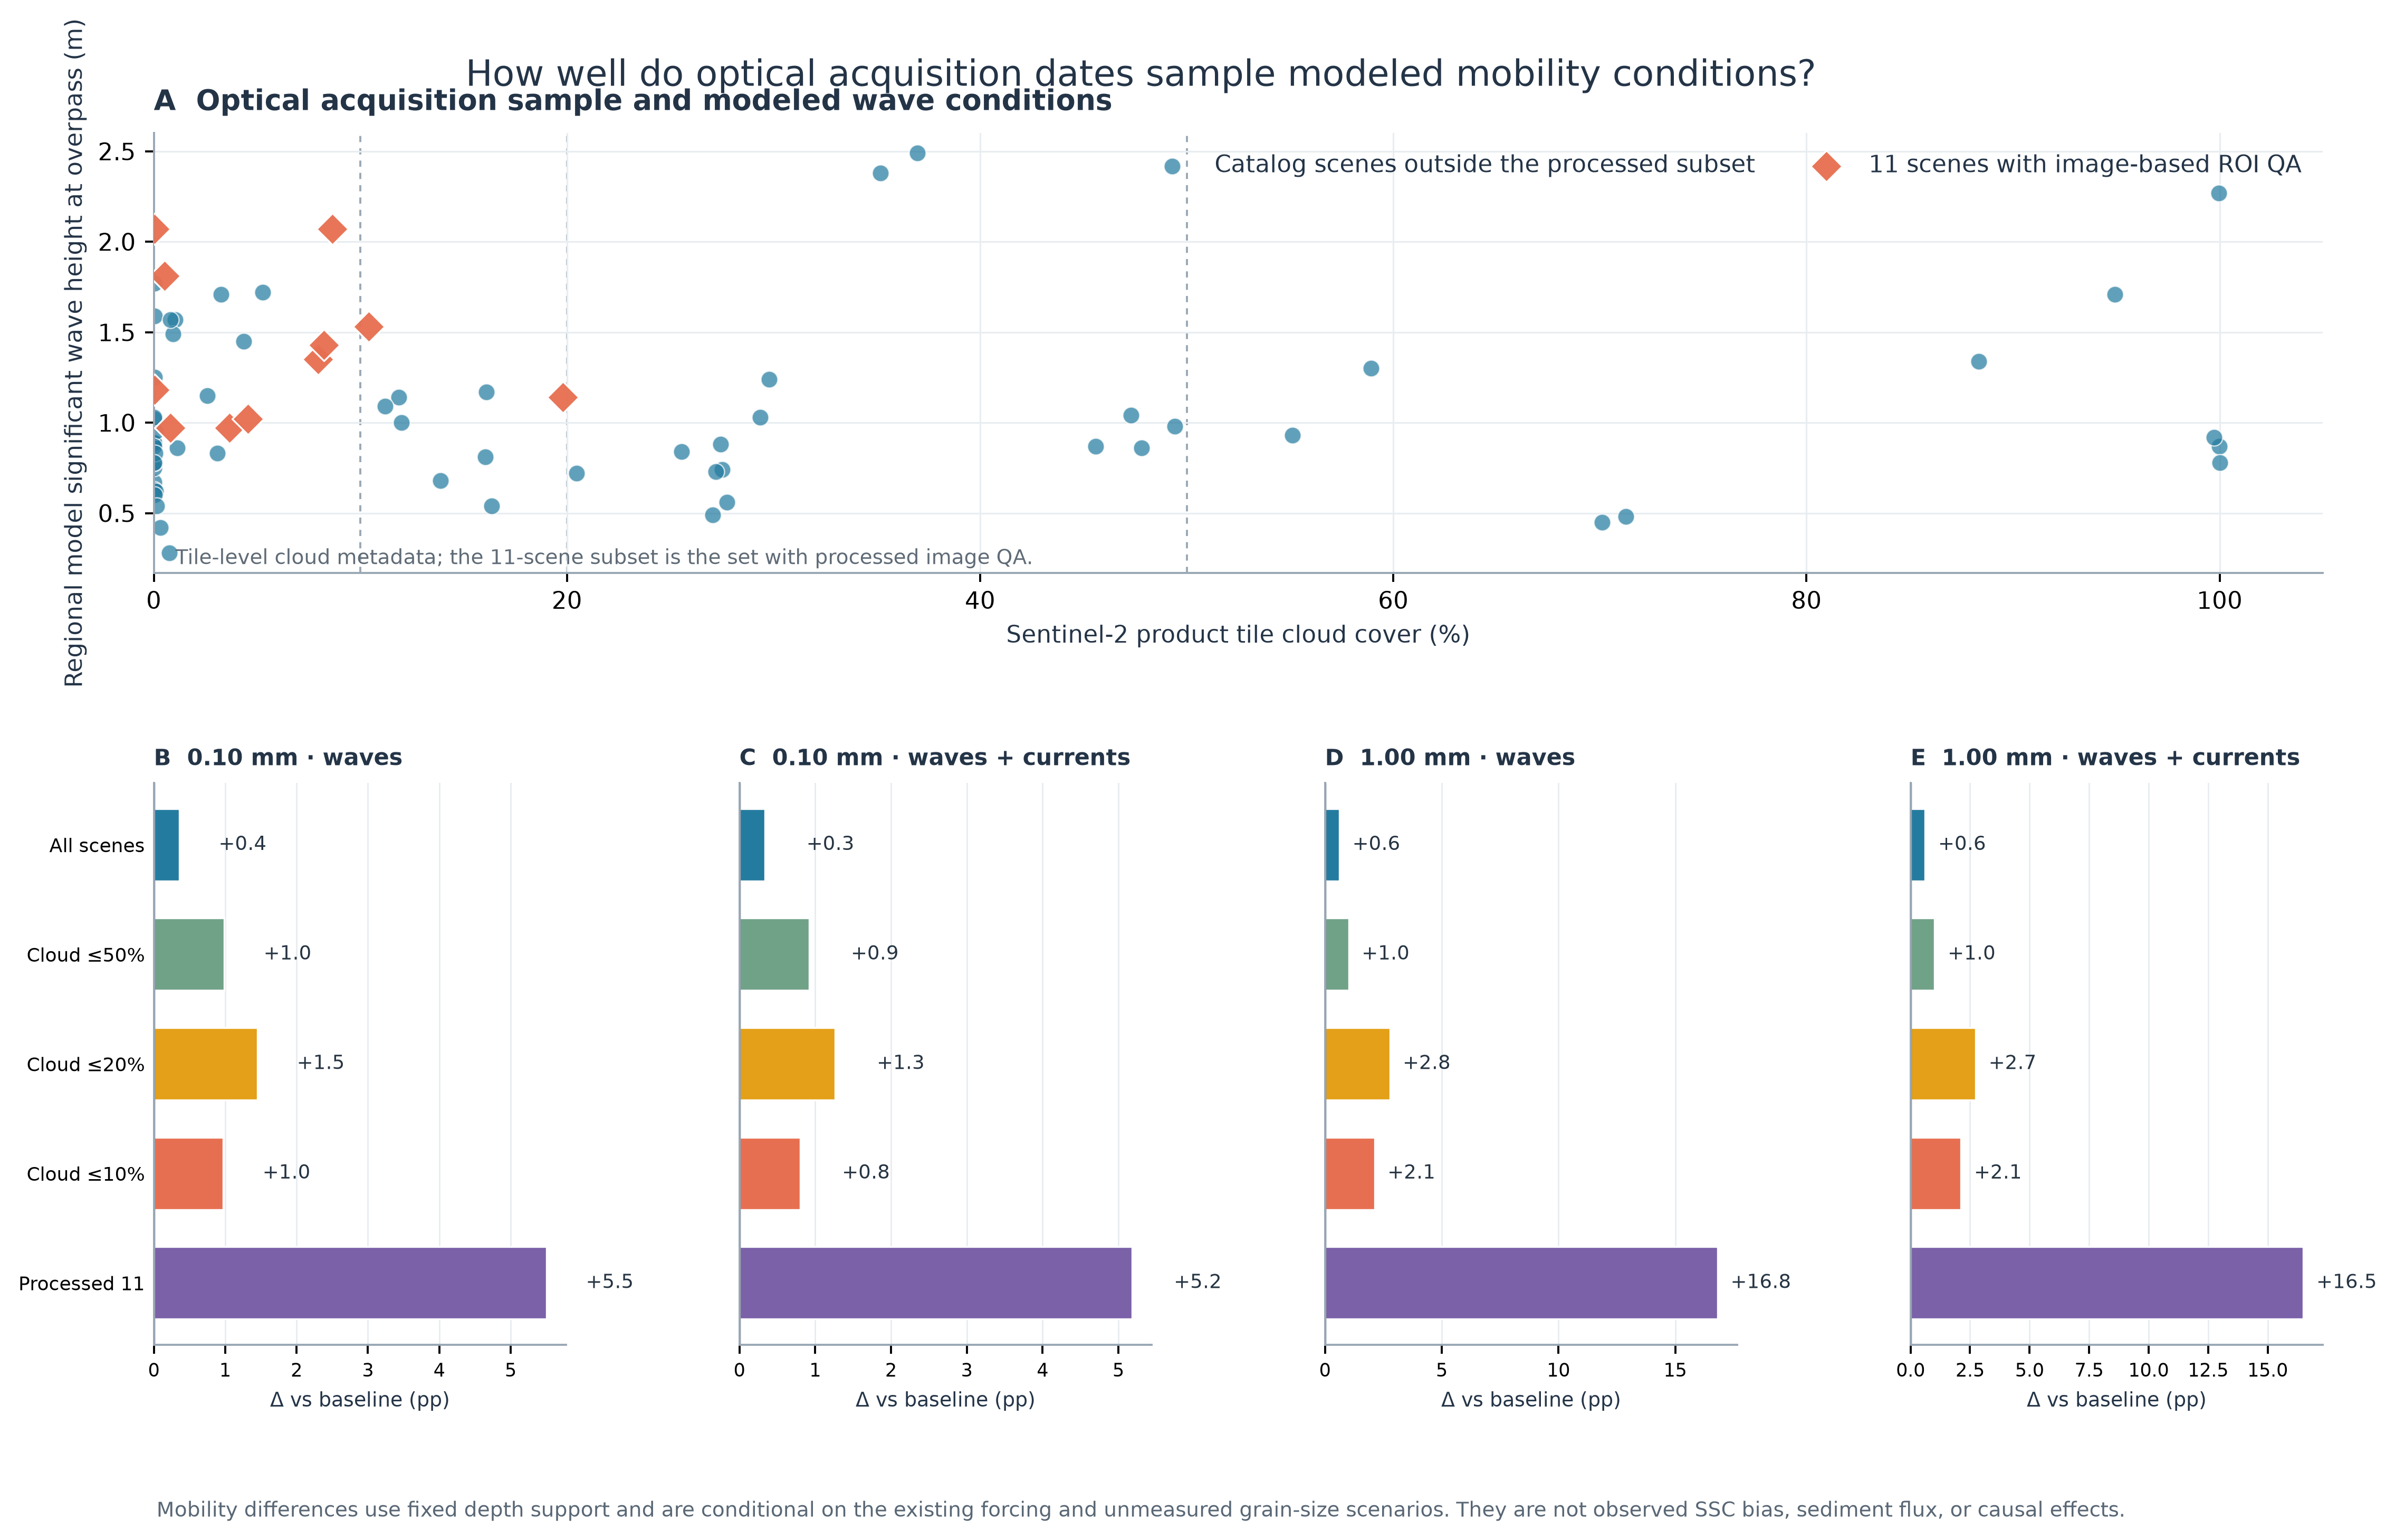 How well do optical acquisition dates sample modeled mobility conditions?
A Optical acquisition sample and modeled wave conditions
Regional model significant wave height at overpass (m)
Catalog scenes outside the processed subset
11 scenes with image-based ROI QA
2.5
2.0
1.5
1.0
0.5
Tile-level cloud metadata; the 11-scene subset is the set with processed image QA.
0 20 40 60 80 100
Sentinel-2 product tile cloud cover (%)
B 0.10 mm · waves
All scenes +0.4
Cloud ≤50% +1.0
Cloud ≤20% +1.5
Cloud ≤10% +1.0
Processed 11 +5.5
0 1 2 3 4 5
Δ vs baseline (pp)
C 0.10 mm · waves + currents
+0.3
+0.9
+1.3
+0.8
+5.2
0 1 2 3 4 5
Δ vs baseline (pp)
D 1.00 mm · waves
+0.6
+1.0
+2.8
+2.1
+16.8
0 5 10 15
Δ vs baseline (pp)
E 1.00 mm · waves + currents
+0.6
+1.0
+2.7
+2.1
+16.5
0.0 2.5 5.0 7.5 10.0 12.5 15.0
Δ vs baseline (pp)
Mobility differences use fixed depth support and are conditional on the existing forcing and unmeasured grain-size scenarios. They are not observed SSC bias, sediment flux, or causal effects.